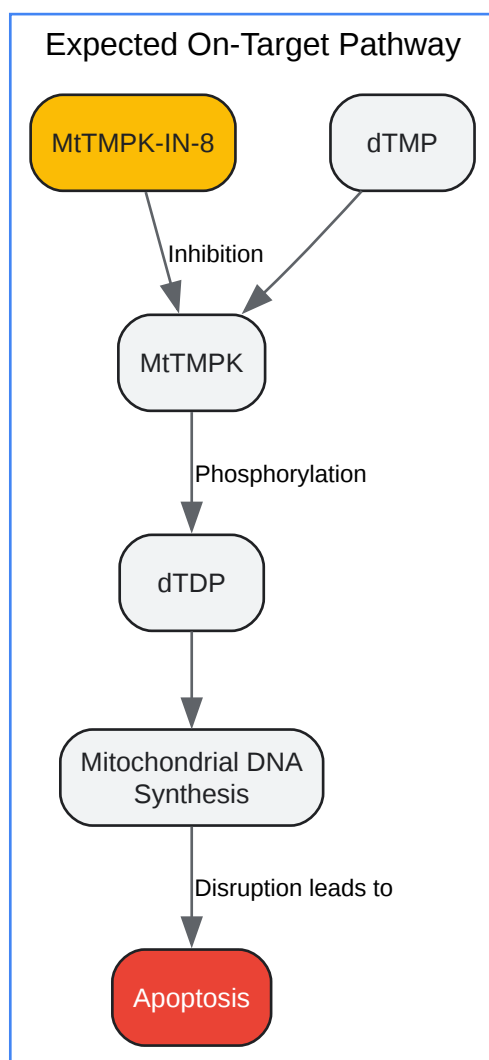 Expected On-Target Pathway
MtTMPK-IN-8
dTMP
Inhibition
MtTMPK
Phosphorylation
dTDP
Mitochondrial DNA
Synthesis
Disruption leads to
Apoptosis